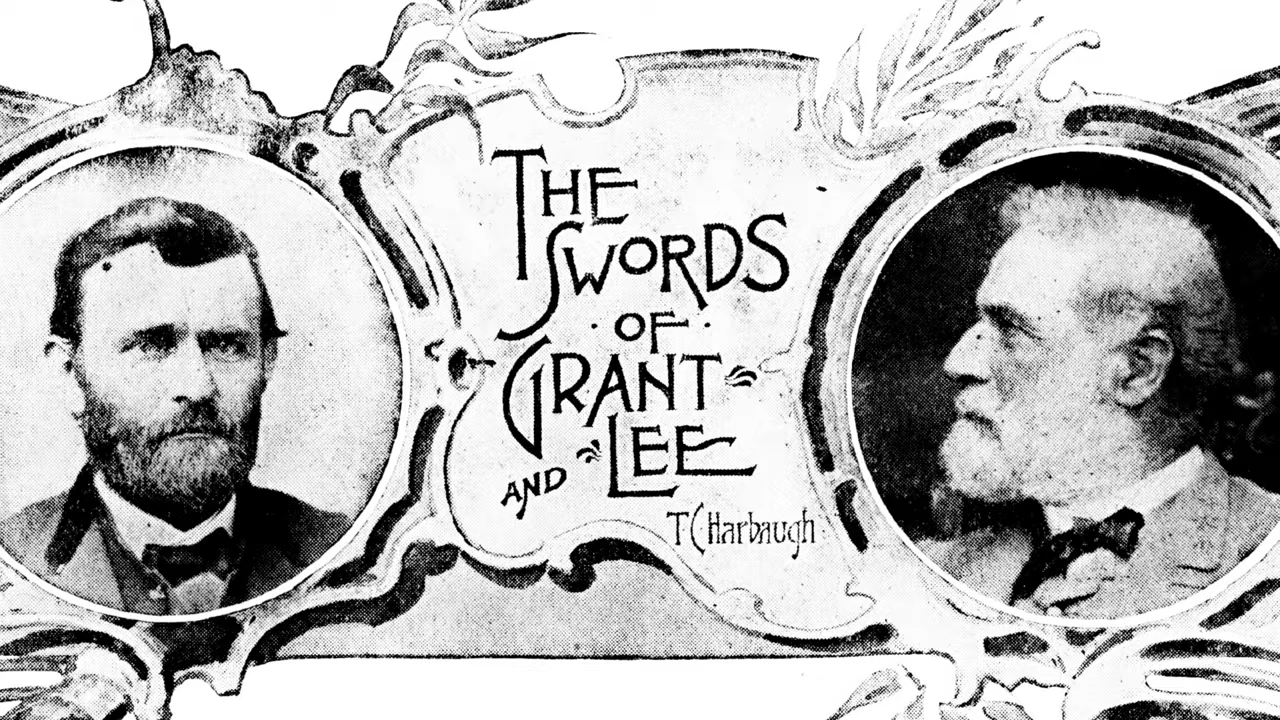 THE
SWORDS
· OF ·
GRANT
AND LEE
T C Harbaugh